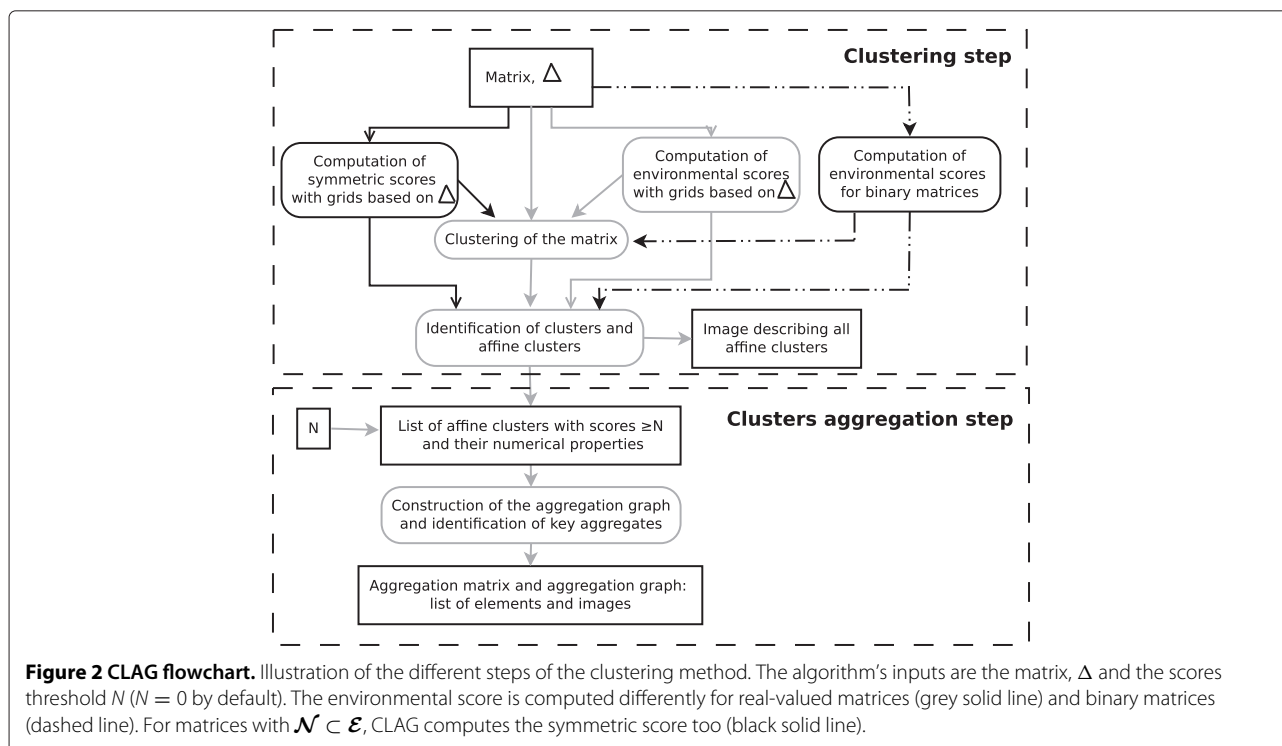 Clustering step
Matrix, Δ
Computation of
symmetric scores
with grids based on Δ
Computation of
environmental scores
with grids based on Δ
Computation of
environmental scores
for binary matrices
Clustering of the matrix
Identification of clusters and
affine clusters
Image describing all
affine clusters
Clusters aggregation step
N
List of affine clusters with scores ≥N
and their numerical properties
Construction of the aggregation graph
and identification of key aggregates
Aggregation matrix and aggregation graph:
list of elements and images
Figure 2 CLAG flowchart. Illustration of the different steps of the clustering method. The algorithm's inputs are the matrix, Δ and the scores
threshold N (N = 0 by default). The environmental score is computed differently for real-valued matrices (grey solid line) and binary matrices
(dashed line). For matrices with 𝓝 ⊂ 𝓔, CLAG computes the symmetric score too (black solid line).